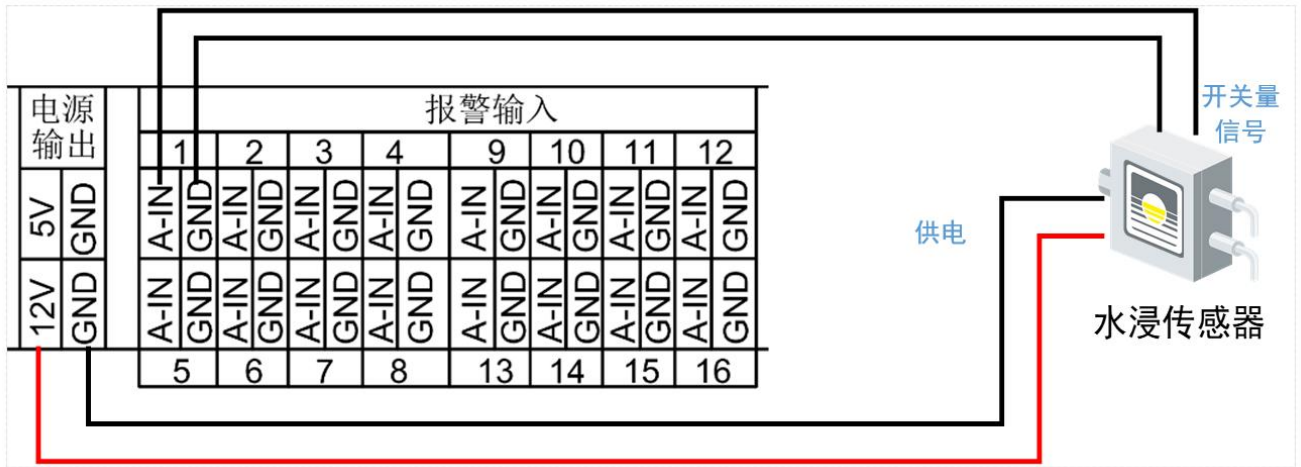 电源
输出
报警输入
1 2 3 4 9 10 11 12
5V GND A-IN GND A-IN GND A-IN GND A-IN GND A-IN GND A-IN GND A-IN GND A-IN GND
12V GND A-IN GND A-IN GND A-IN GND A-IN GND A-IN GND A-IN GND A-IN GND A-IN GND
5 6 7 8 13 14 15 16
开关量
信号
供电
水浸传感器